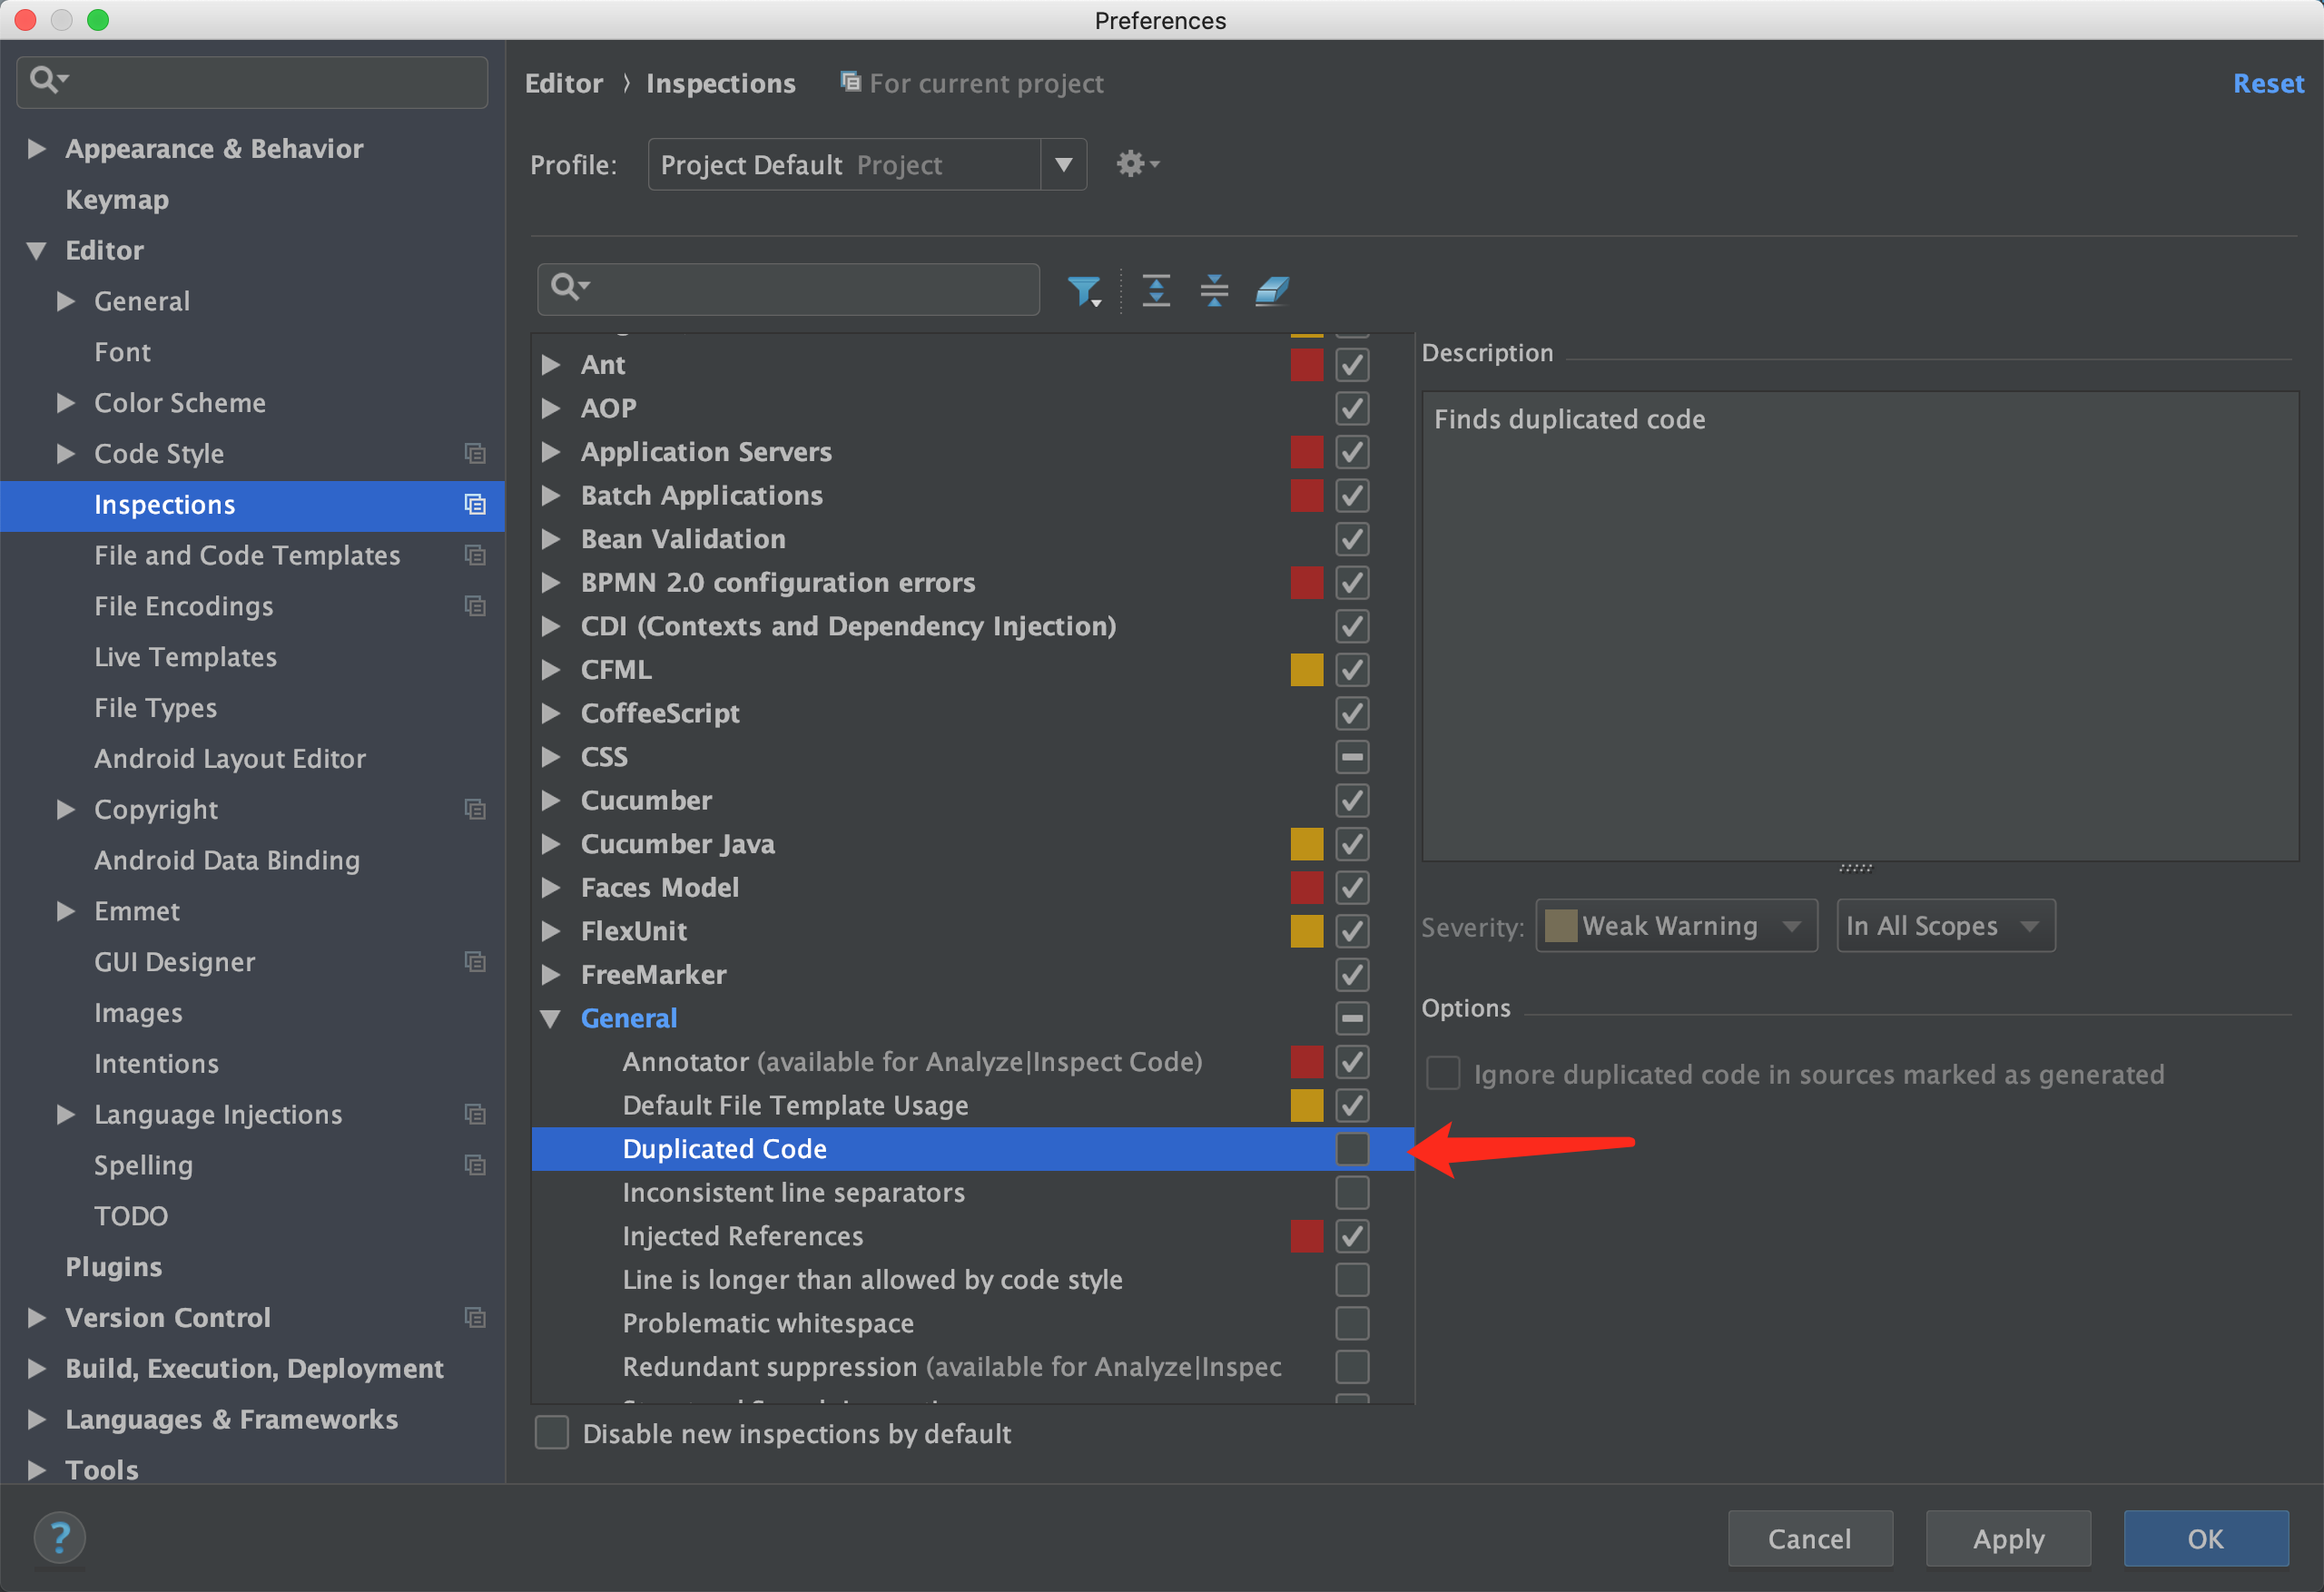 Preferences
Editor › Inspections For current project Reset
Appearance & Behavior
Keymap
Editor
General
Font
Color Scheme
Code Style
Inspections
File and Code Templates
File Encodings
Live Templates
File Types
Android Layout Editor
Copyright
Android Data Binding
Emmet
GUI Designer
Images
Intentions
Language Injections
Spelling
TODO
Plugins
Version Control
Build, Execution, Deployment
Languages & Frameworks
Tools
Profile: Project Default Project
Ant
AOP
Application Servers
Batch Applications
Bean Validation
BPMN 2.0 configuration errors
CDI (Contexts and Dependency Injection)
CFML
CoffeeScript
CSS
Cucumber
Cucumber Java
Faces Model
FlexUnit
FreeMarker
General
Annotator (available for Analyze|Inspect Code)
Default File Template Usage
Duplicated Code
Inconsistent line separators
Injected References
Line is longer than allowed by code style
Problematic whitespace
Redundant suppression (available for Analyze|Inspec
Disable new inspections by default
Description
Finds duplicated code
Severity: Weak Warning In All Scopes
Options
Ignore duplicated code in sources marked as generated
?
Cancel Apply OK